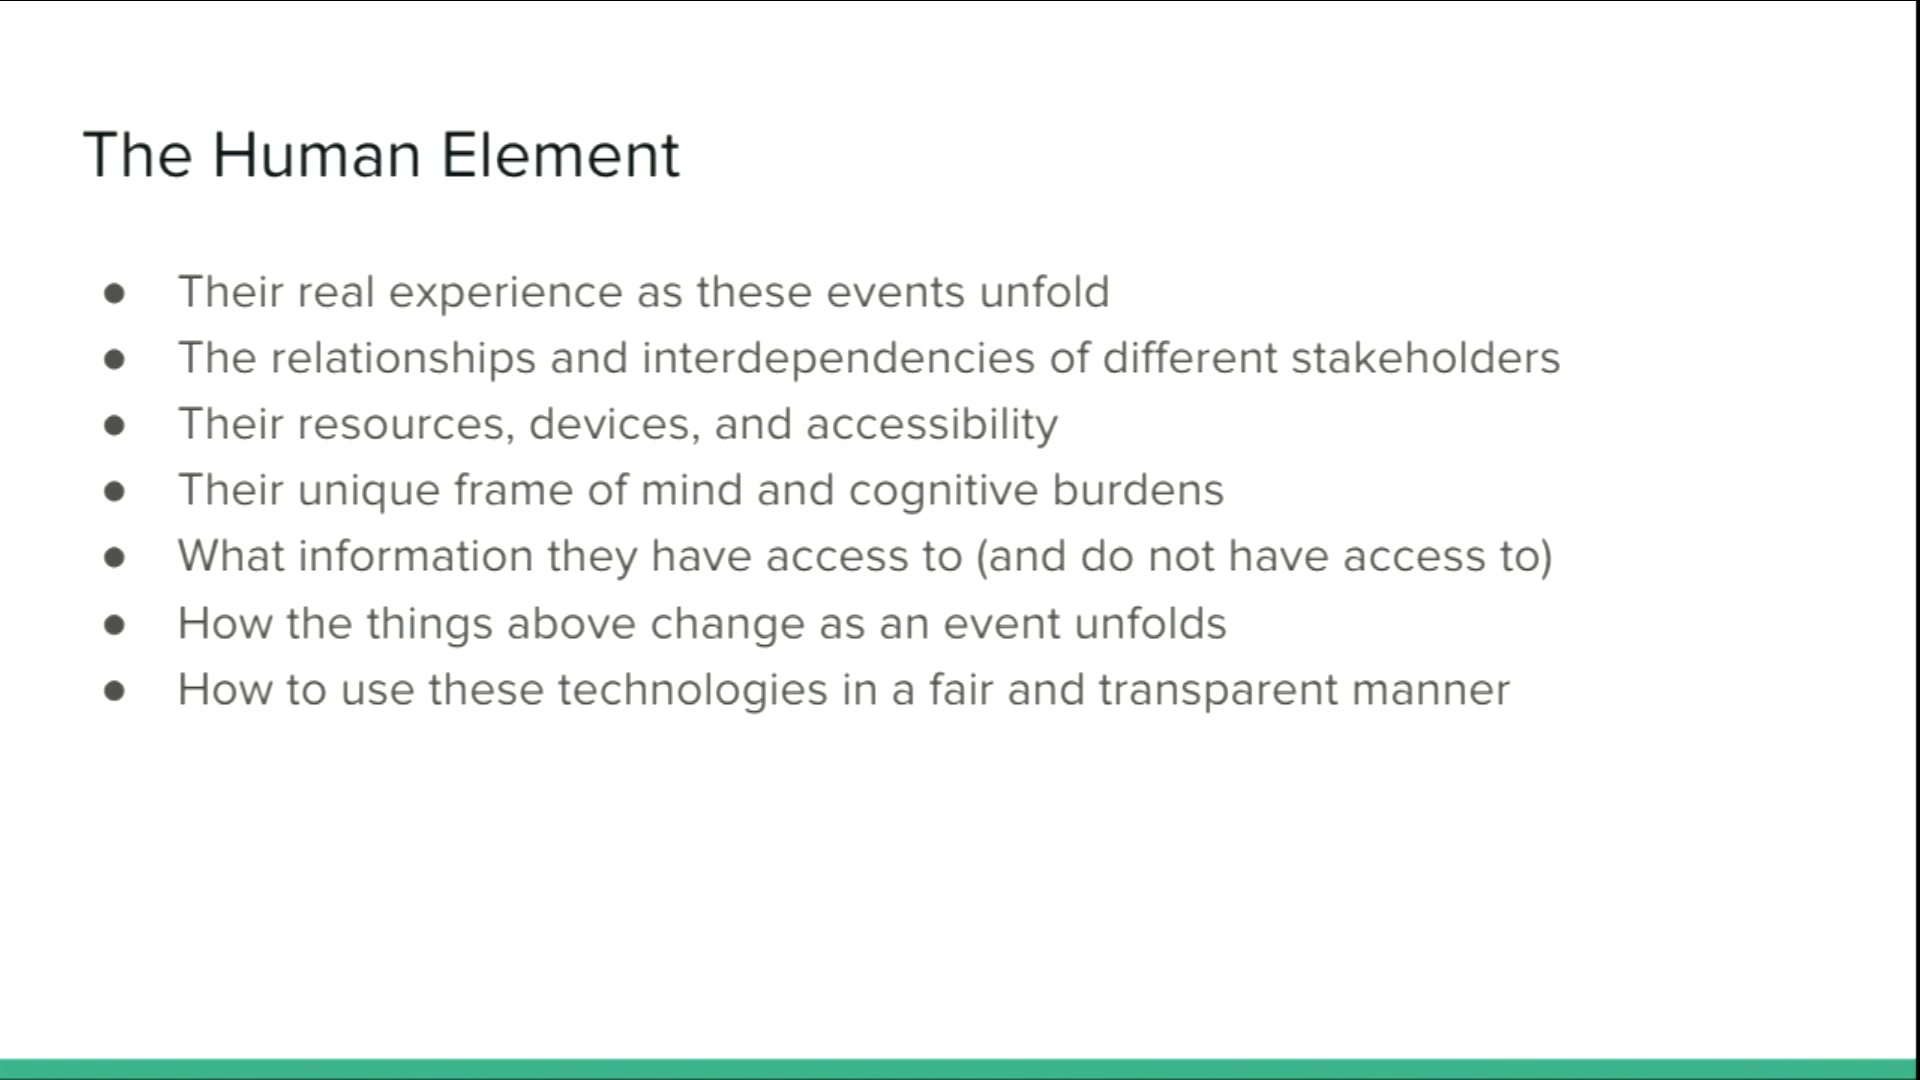 The Human Element
● Their real experience as these events unfold
● The relationships and interdependencies of different stakeholders
● Their resources, devices, and accessibility
● Their unique frame of mind and cognitive burdens
● What information they have access to (and do not have access to)
● How the things above change as an event unfolds
● How to use these technologies in a fair and transparent manner